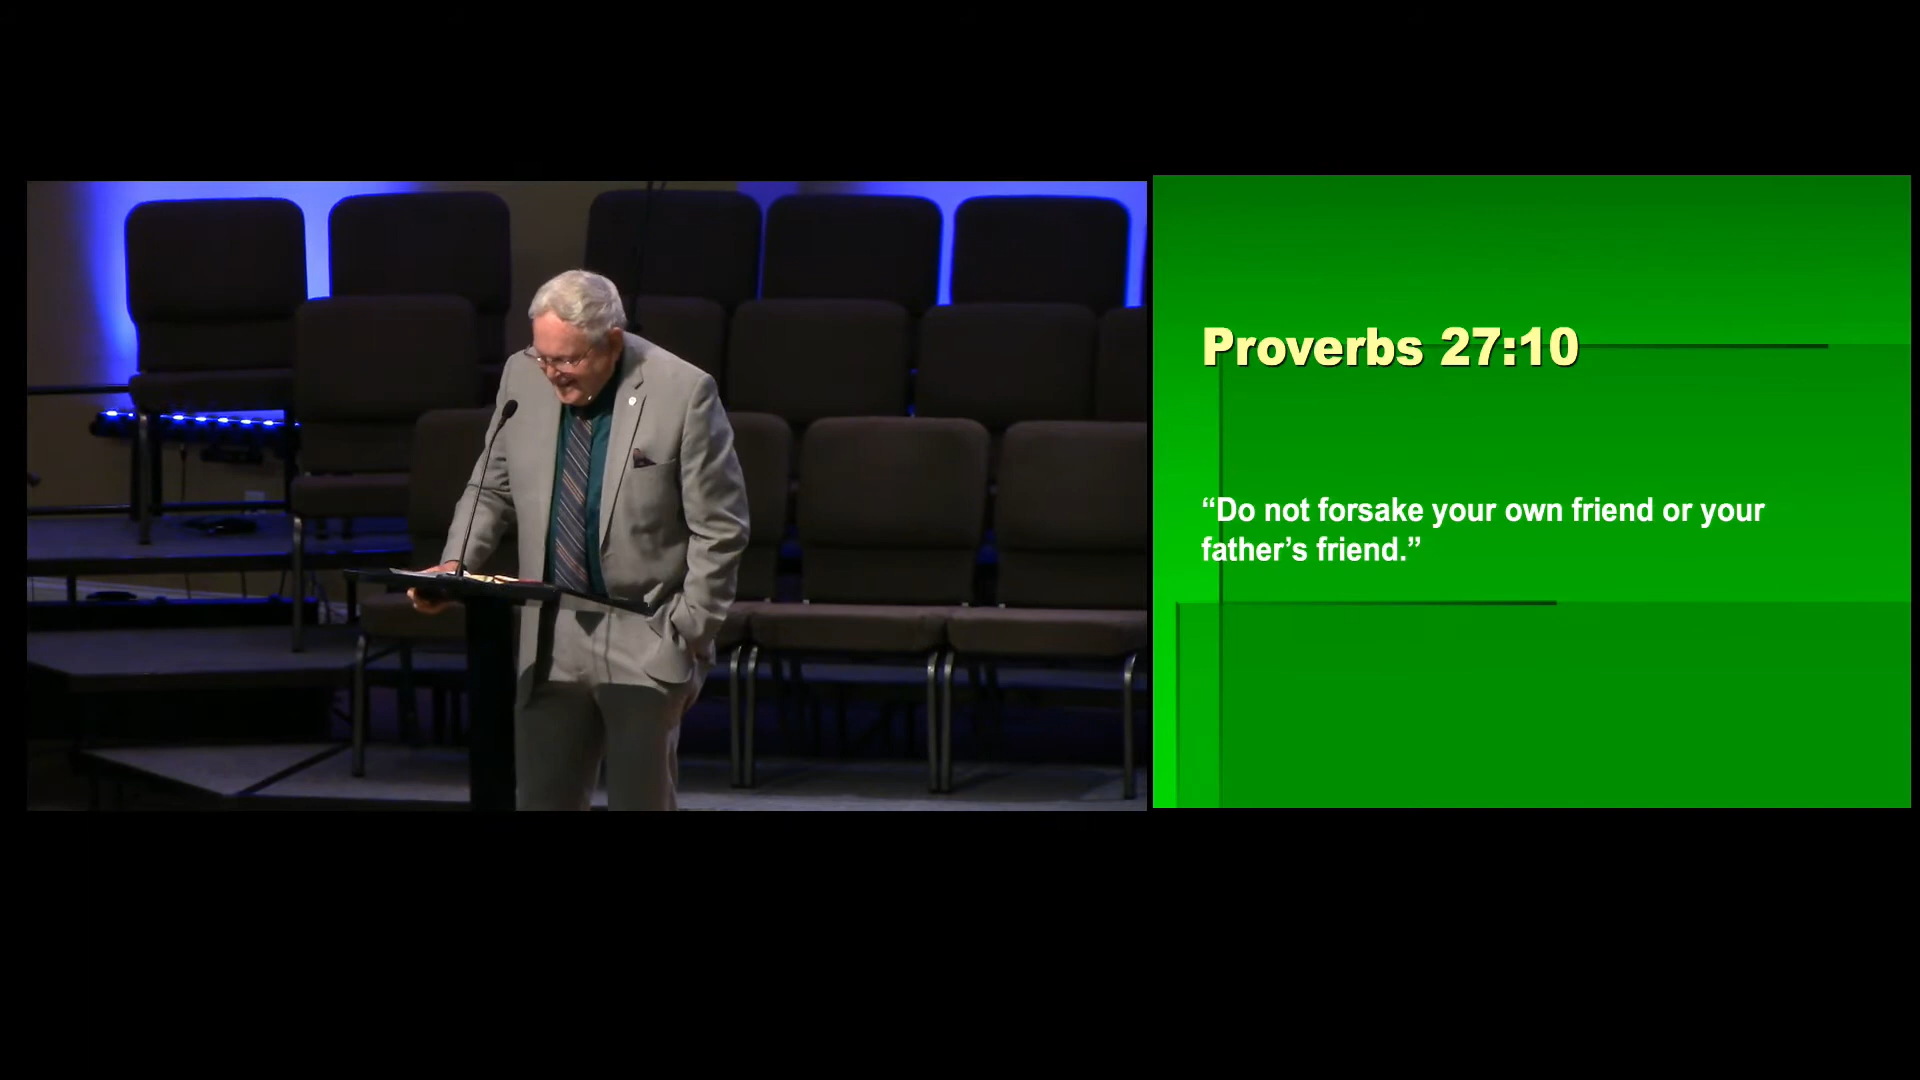 Proverbs 27:10
“Do not forsake your own friend or your
father’s friend.”